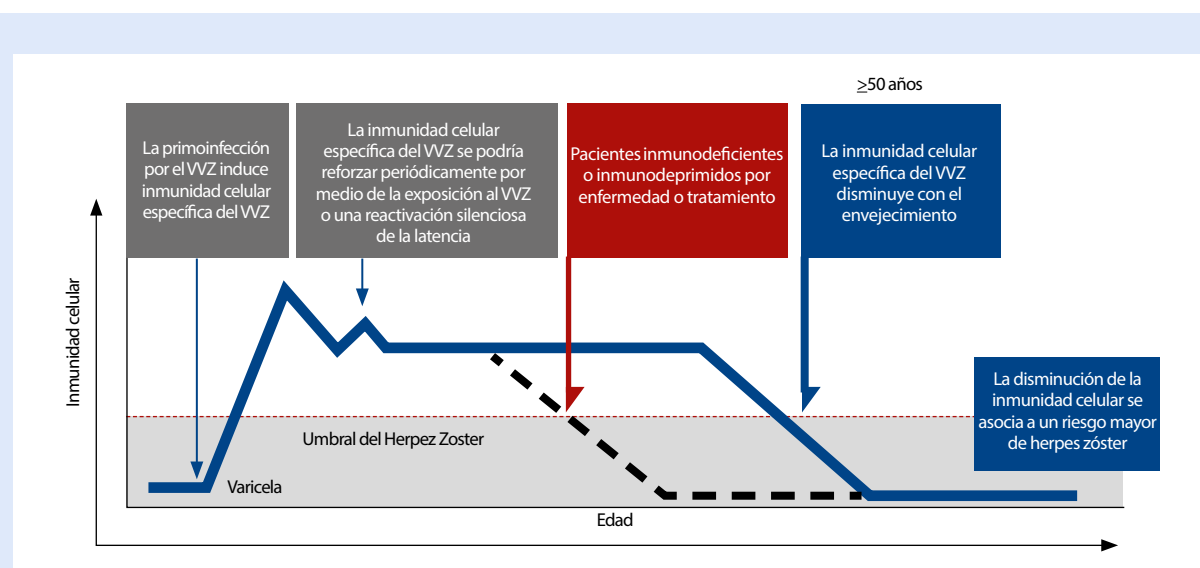 ≥50 años
La primoinfección
por el VVZ induce
inmunidad celular
específica del VVZ
La inmunidad celular
específica del VVZ se podría
reforzar periódicamente por
medio de la exposición al VVZ
o una reactivación silenciosa
de la latencia
Pacientes inmunodeficientes
o inmunodeprimidos por
enfermedad o tratamiento
La inmunidad celular
específica del VVZ
disminuye con el
envejecimiento
Inmunidad celular
La disminución de la
inmunidad celular se
asocia a un riesgo mayor
de herpes zóster
Umbral del Herpez Zoster
Varicela
Edad